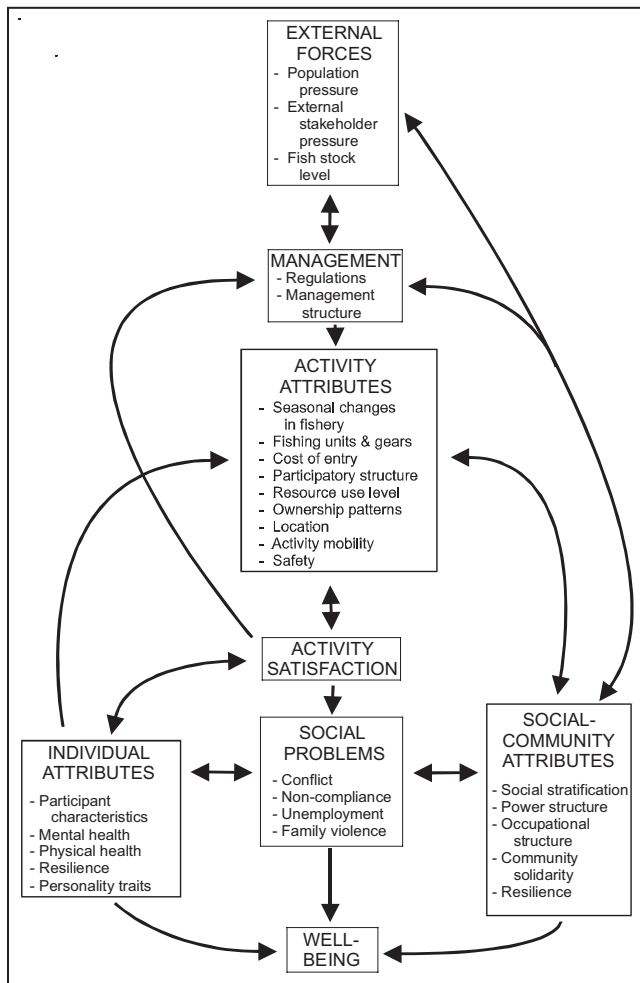 EXTERNAL
FORCES
- Population
pressure
- External
stakeholder
pressure
- Fish stock
level
MANAGEMENT
- Regulations
- Management
structure
ACTIVITY
ATTRIBUTES
- Seasonal changes
in fishery
- Fishing units & gears
- Cost of entry
- Participatory structure
- Resource use level
- Ownership patterns
- Location
- Activity mobility
- Safety
ACTIVITY
SATISFACTION
INDIVIDUAL
ATTRIBUTES
- Participant
characteristics
- Mental health
- Physical health
- Resilience
- Personality traits
SOCIAL
PROBLEMS
- Conflict
- Non-compliance
- Unemployment
- Family violence
SOCIAL-
COMMUNITY
ATTRIBUTES
- Social stratification
- Power structure
- Occupational
structure
- Community
solidarity
- Resilience
WELL-
BEING